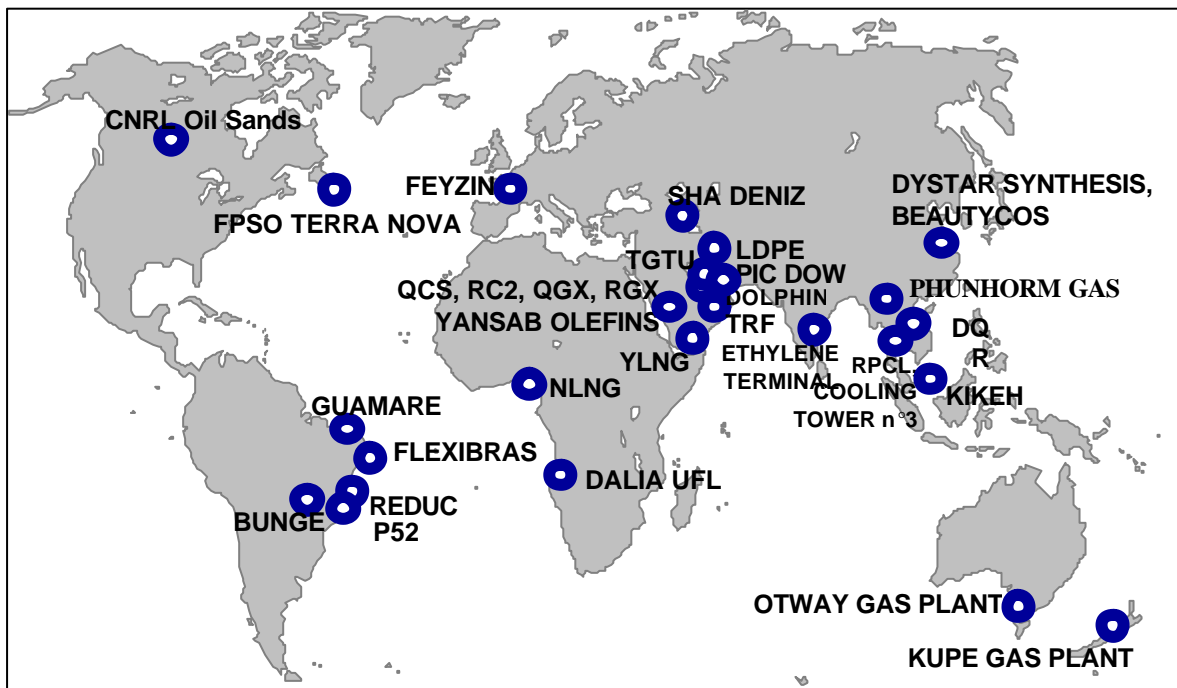 CNRL Oil Sands
FPSO TERRA NOVA
FEYZIN
SHA DENIZ
DYSTAR SYNTHESIS,
BEAUTYCOS
LDPE
TGTU
PIC DOW
QCS, RC2, QGX, RGX
DOLPHIN
YANSAB OLEFINS
TRF
YLNG
ETHYLENE
TERMINAL
PHUNHORM GAS
DQ
R
RPCL,
COOLING
TOWER n°3
KIKEH
NLNG
GUAMARE
FLEXIBRAS
DALIA UFL
BUNGE
REDUC
P52
OTWAY GAS PLANT
KUPE GAS PLANT